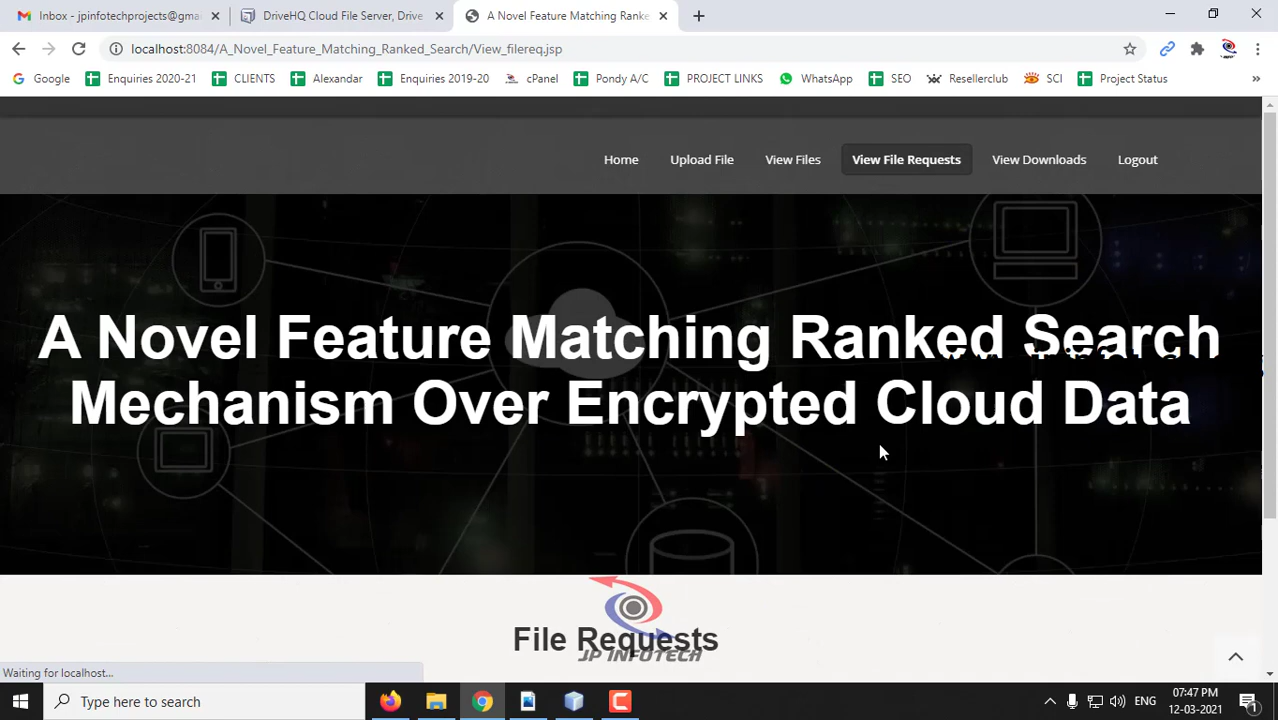 Inbox - jpinfotechprojects@gma
DriveHQ Cloud File Server, Drive
A Novel Feature Matching Ranke
localhost:8084/A_Novel_Feature_Matching_Ranked_Search/View_filereq.jsp
Google
Enquiries 2020-21
CLIENTS
Alexandar
Enquiries 2019-20
cPanel
Pondy A/C
PROJECT LINKS
WhatsApp
SEO
Resellerclub
SCI
Project Status
Home
Upload File
View Files
View File Requests
View Downloads
Logout
A Novel Feature Matching Ranked Search
Mechanism Over Encrypted Cloud Data
File Requests
JP INFOTECH
Waiting for localhost...
Type here to search
ENG
07:47 PM
12-03-2021
1